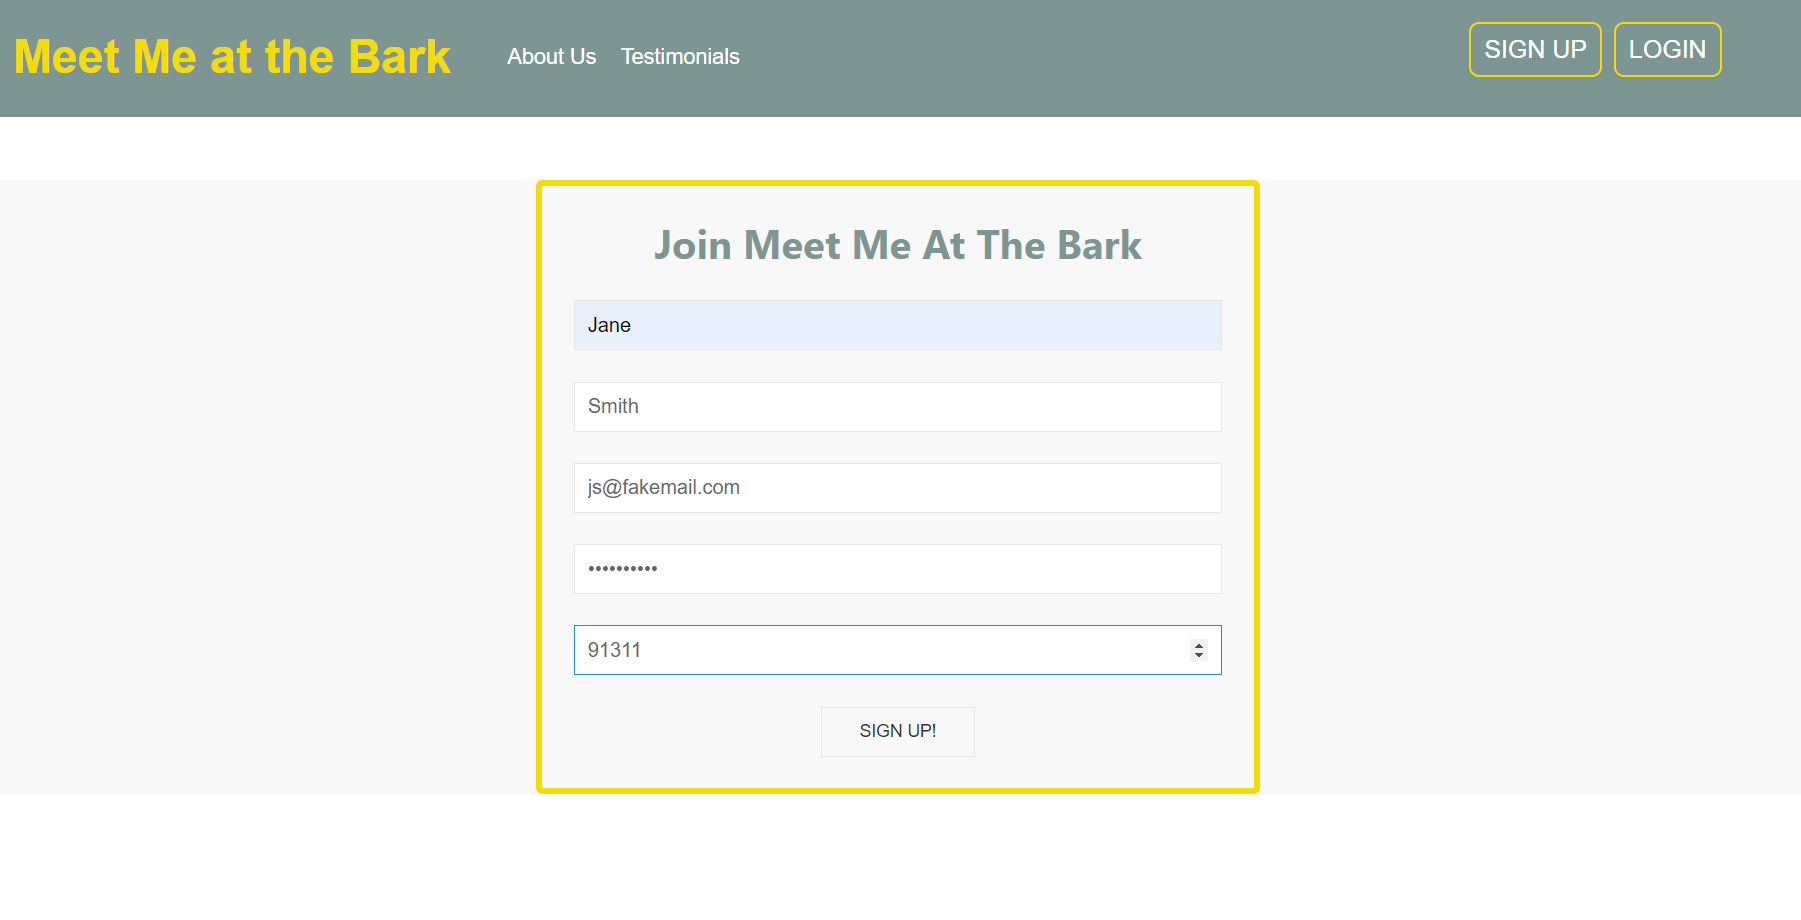 Meet Me at the Bark About Us Testimonials SIGN UP LOGIN
Join Meet Me At The Bark
Jane
Smith
js@fakemail.com
••••••••••
91311
SIGN UP!